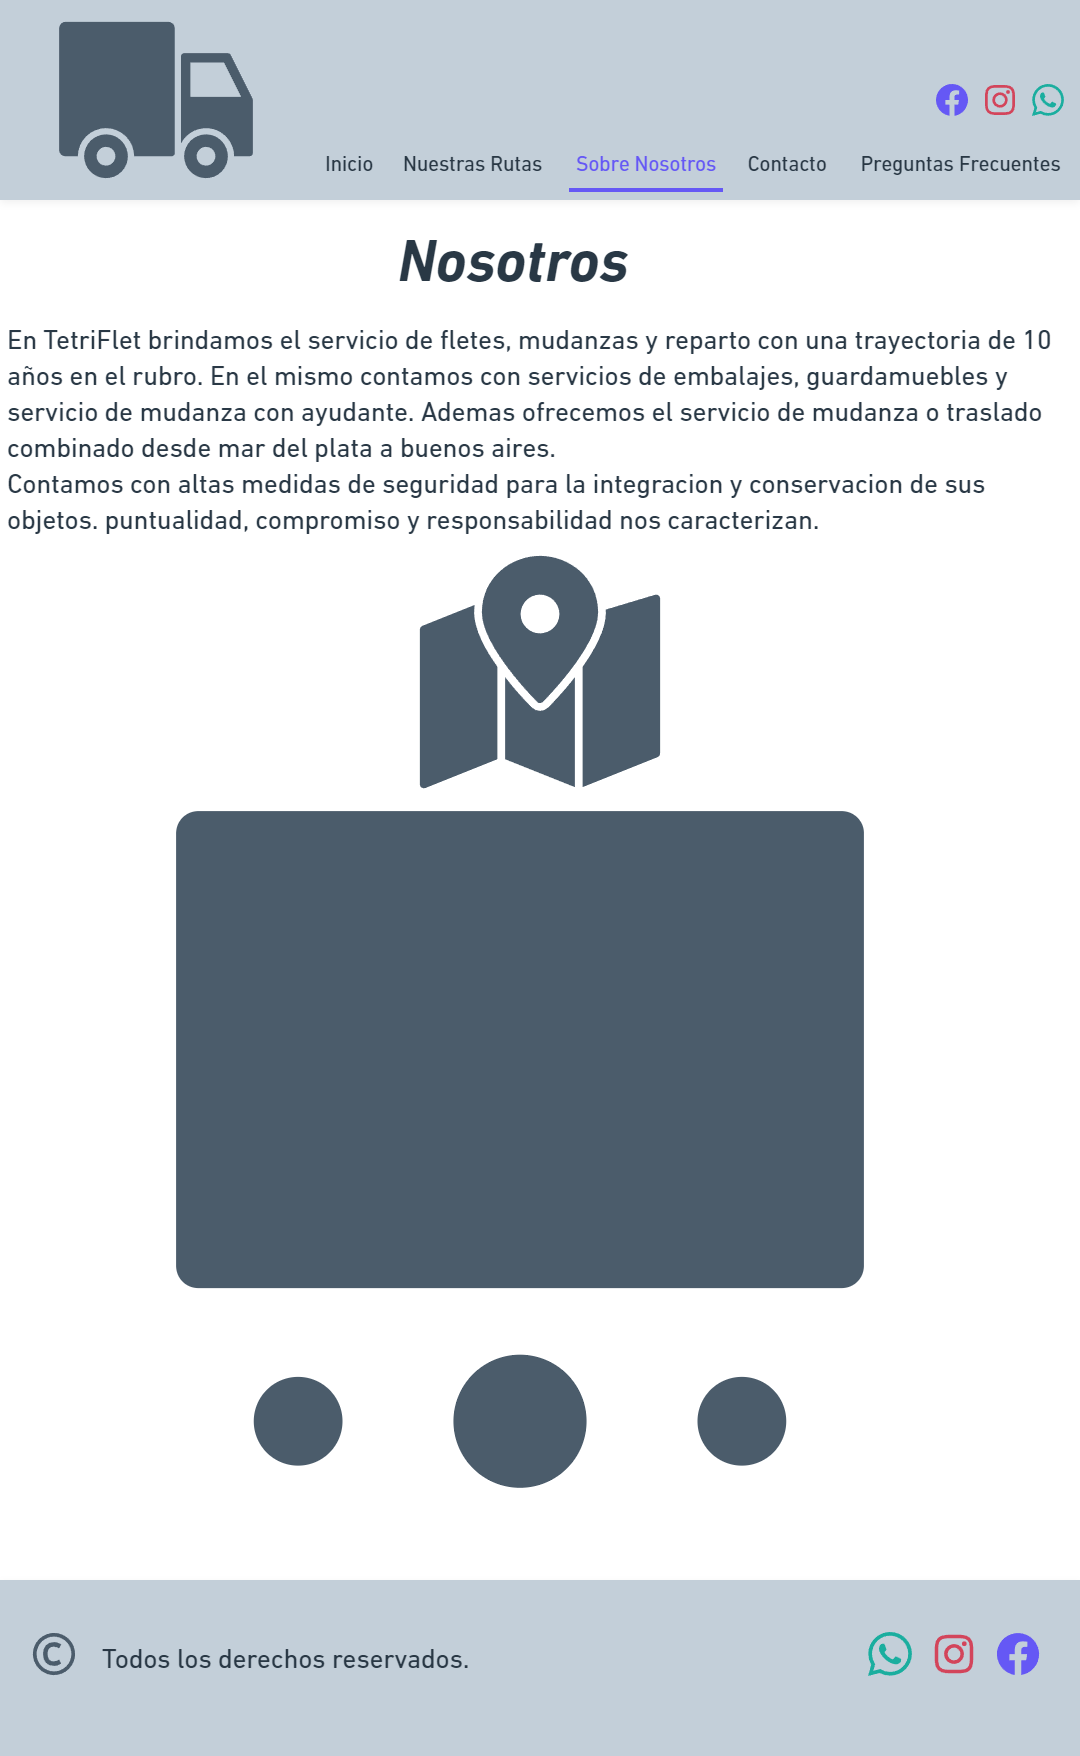 Inicio Nuestras Rutas Sobre Nosotros Contacto Preguntas Frecuentes
Nosotros
En TetriFlet brindamos el servicio de fletes, mudanzas y reparto con una trayectoria de 10
años en el rubro. En el mismo contamos con servicios de embalajes, guardamuebles y
servicio de mudanza con ayudante. Ademas ofrecemos el servicio de mudanza o traslado
combinado desde mar del plata a buenos aires.
Contamos con altas medidas de seguridad para la integracion y conservacion de sus
objetos. puntualidad, compromiso y responsabilidad nos caracterizan.
© Todos los derechos reservados.